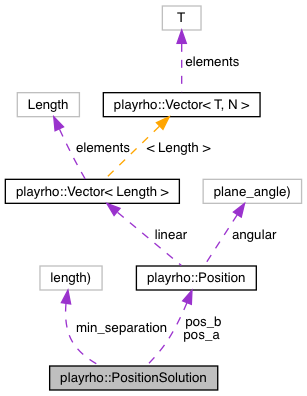 T
elements
Length
playrho::Vector< T, N >
elements
< Length >
playrho::Vector< Length >
plane_angle)
linear
angular
length)
playrho::Position
min_separation
pos_b
pos_a
playrho::PositionSolution